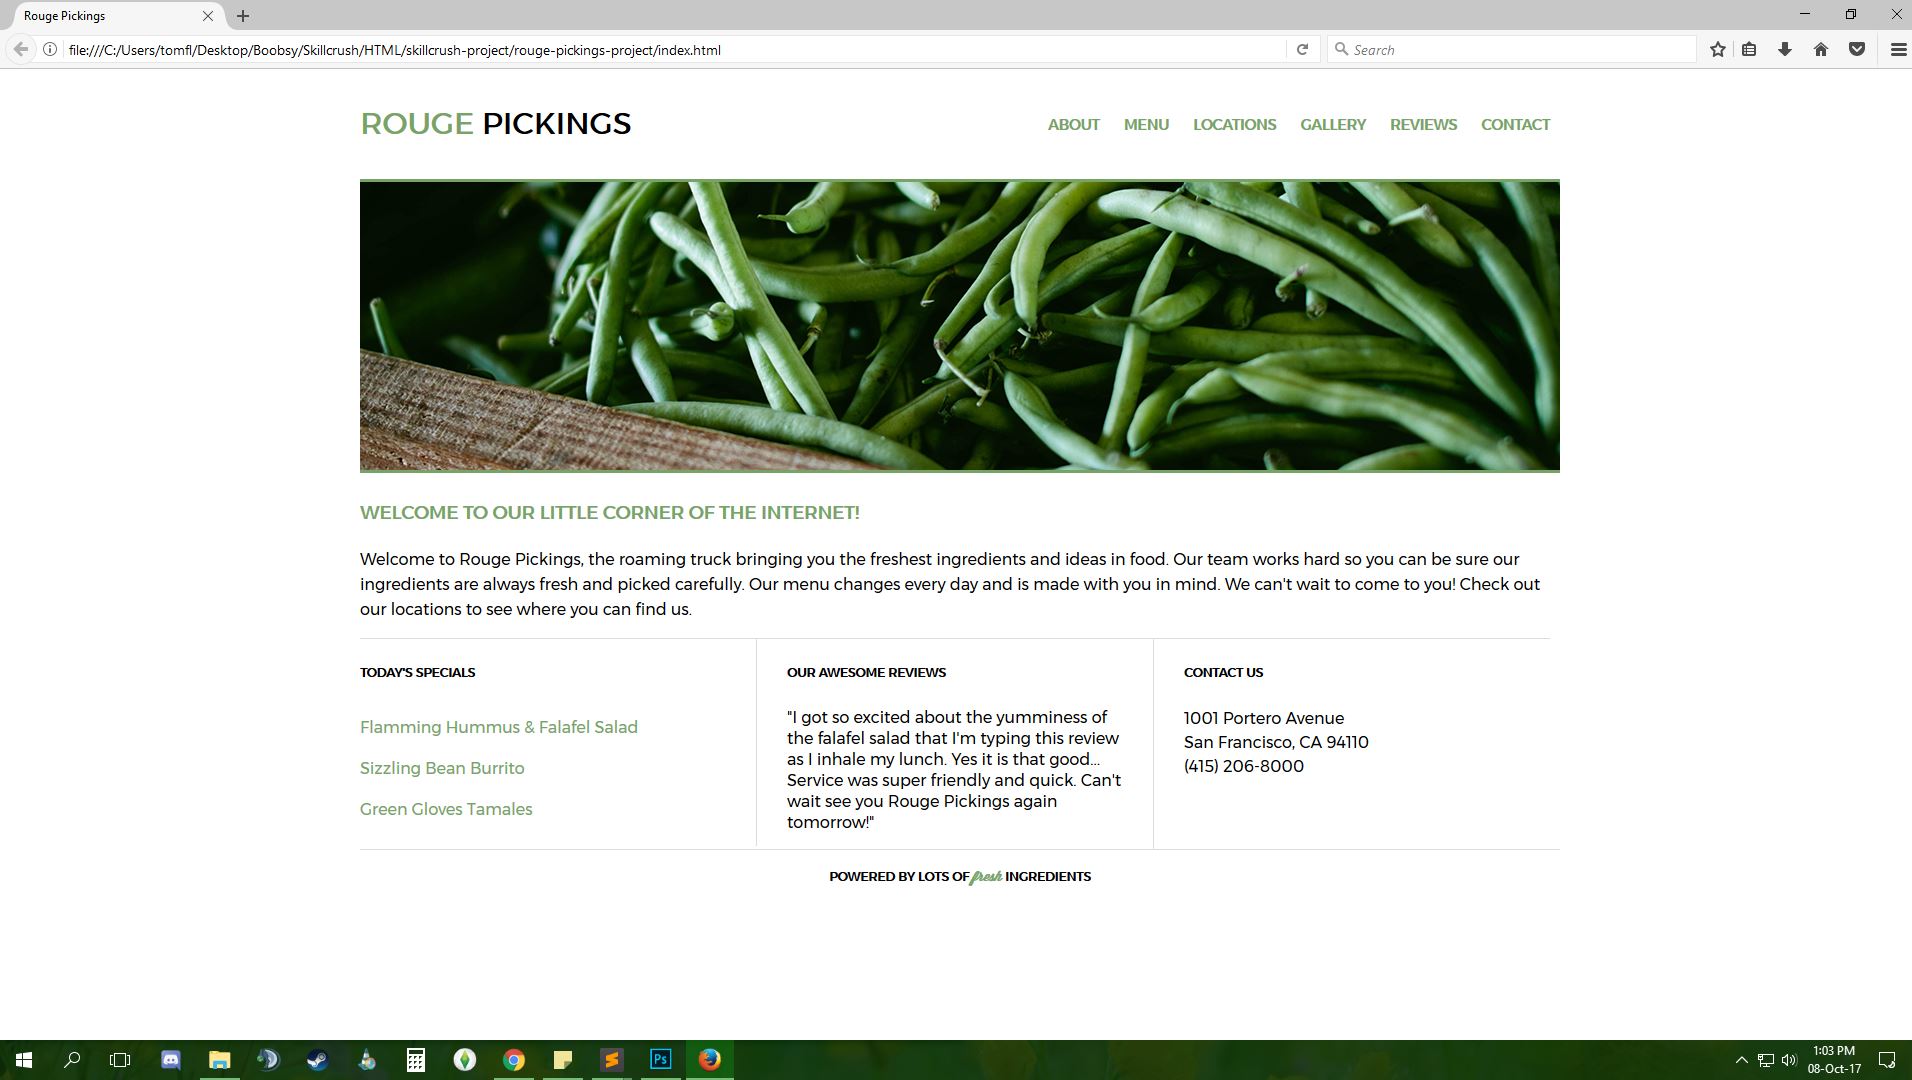 Rouge Pickings
file:///C:/Users/tomfl/Desktop/Boobsy/Skillcrush/HTML/skillcrush-project/rouge-pickings-project/index.html
Search
ROUGE PICKINGS
ABOUT MENU LOCATIONS GALLERY REVIEWS CONTACT
WELCOME TO OUR LITTLE CORNER OF THE INTERNET!
Welcome to Rouge Pickings, the roaming truck bringing you the freshest ingredients and ideas in food. Our team works hard so you can be sure our
ingredients are always fresh and picked carefully. Our menu changes every day and is made with you in mind. We can't wait to come to you! Check out
our locations to see where you can find us.
TODAY'S SPECIALS
Flamming Hummus & Falafel Salad
Sizzling Bean Burrito
Green Gloves Tamales
OUR AWESOME REVIEWS
"I got so excited about the yumminess of
the falafel salad that I'm typing this review
as I inhale my lunch. Yes it is that good...
Service was super friendly and quick. Can't
wait see you Rouge Pickings again
tomorrow!"
CONTACT US
1001 Portero Avenue
San Francisco, CA 94110
(415) 206-8000
POWERED BY LOTS OF fresh INGREDIENTS
Ps
1:03 PM
08-Oct-17